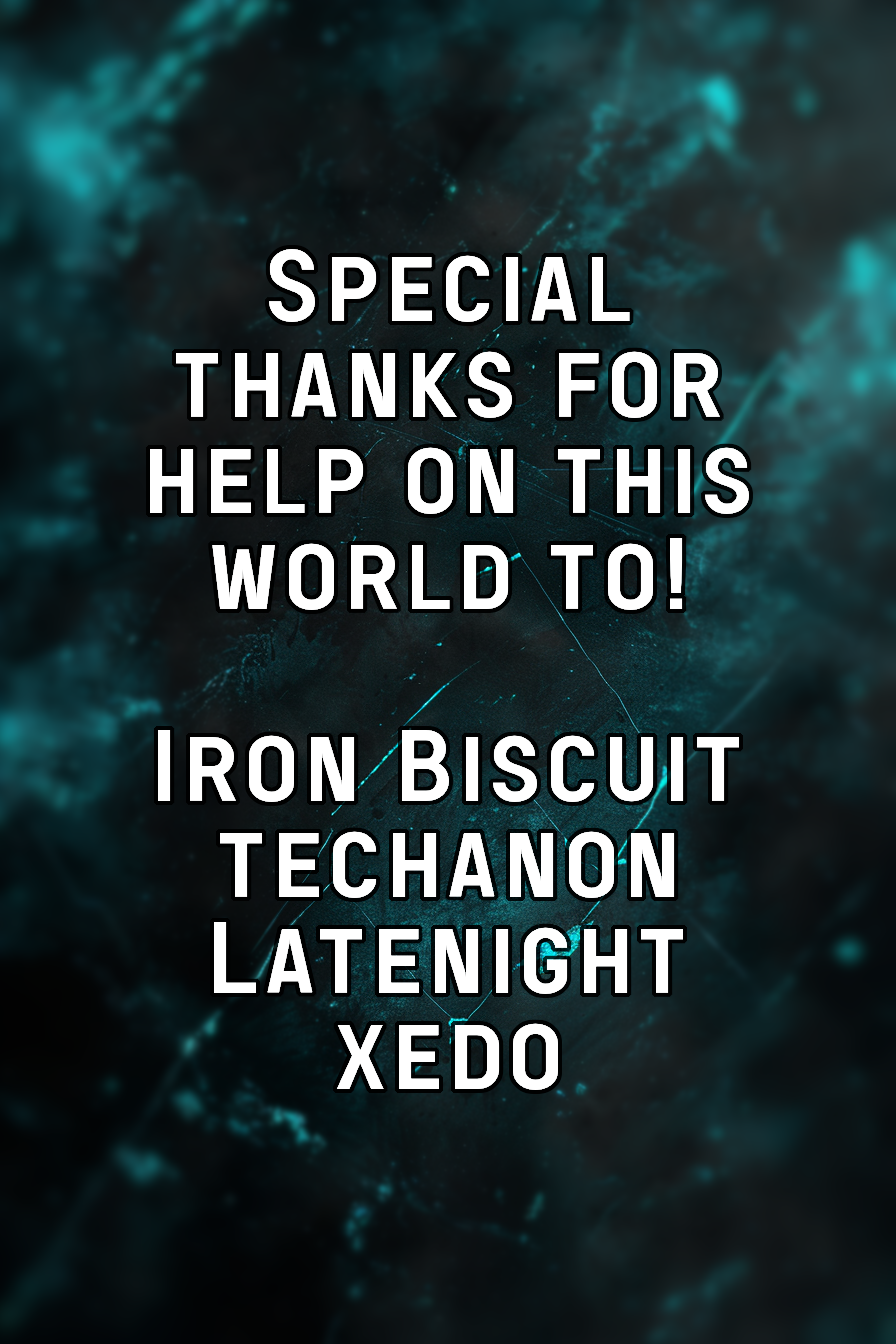 Special
thanks for
help on this
world to!
Iron Biscuit
techanon
Latenight
xedo